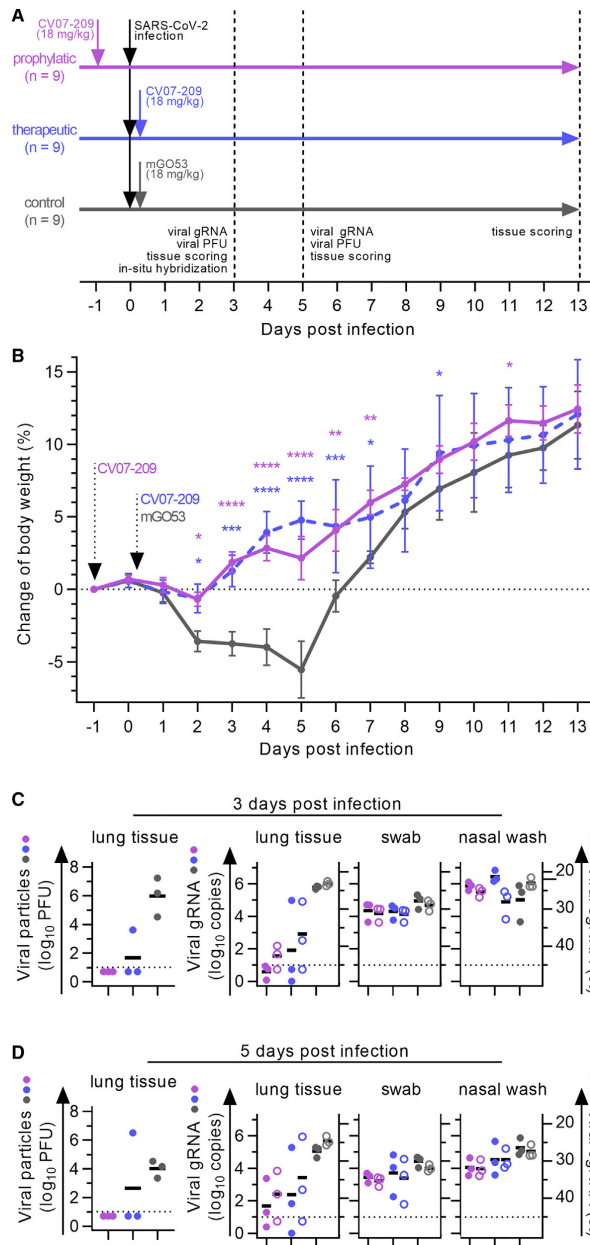 A
CV07-209
(18 mg/kg)
SARS-CoV-2
infection
prophylatic
(n = 9)
CV07-209
(18 mg/kg)
therapeutic
(n = 9)
mGO53
(18 mg/kg)
control
(n = 9)
viral gRNA
viral PFU
tissue scoring
in-situ hybridization
viral gRNA
viral PFU
tissue scoring
tissue scoring
-1 0 1 2 3 4 5 6 7 8 9 10 11 12 13
Days post infection
B
Change of body weight (%)
15
10
5
0
-5
CV07-209
CV07-209
mGO53
* **** **** **** ** ** *
* *** **** **** *** * *
-1 0 1 2 3 4 5 6 7 8 9 10 11 12 13
Days post infection
C
3 days post infection
lung tissue
Viral particles
(log10 PFU)
8
6
4
2
0
lung tissue
swab
nasal wash
Viral gRNA
(log10 copies)
6
4
2
0
20
30
40
D
5 days post infection
lung tissue
Viral particles
(log10 PFU)
8
6
4
2
0
lung tissue
swab
nasal wash
Viral gRNA
(log10 copies)
6
4
2
0
20
30
40